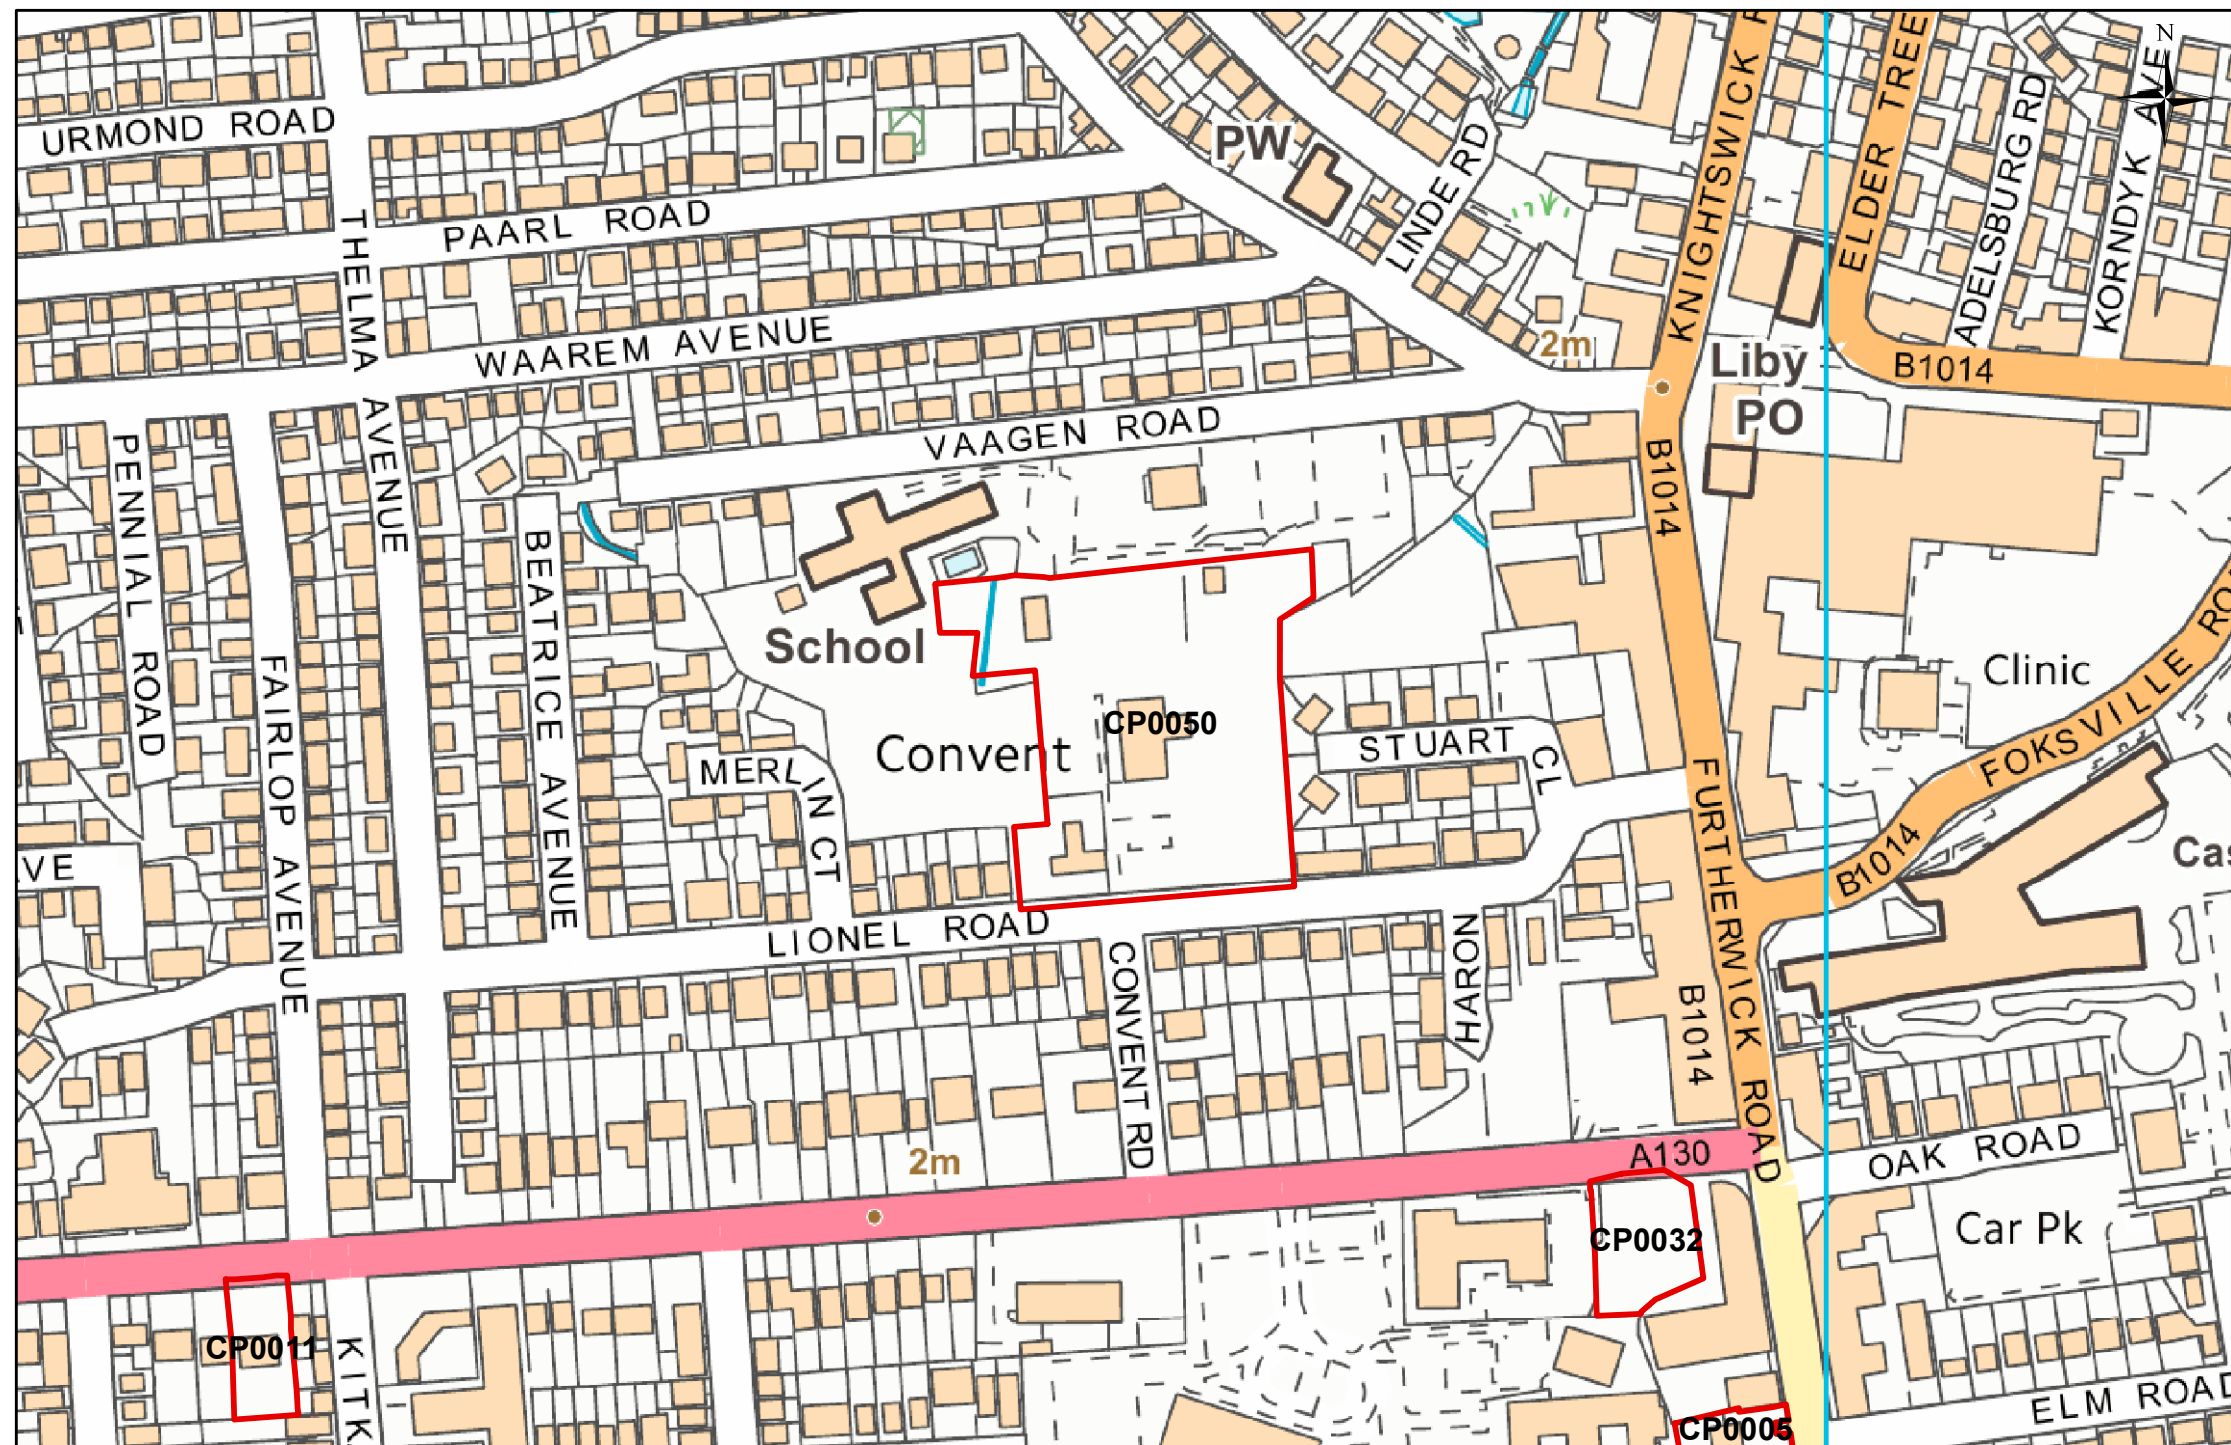 N
URMOND ROAD
PAARL ROAD
THELMA AVENUE
WAAREM AVENUE
VAAGEN ROAD
PW
LINDE RD
KNIGHTSWICK R
ELDER TREE
ADELSBURG RD
KORNDYK AVE
2m
Liby
PO
B1014
B1014
PENNIAL ROAD
FAIRLOP AVENUE
BEATRICE AVENUE
School
Convent
CP0050
MERLIN CT
STUART CL
Clinic
FOKSVILLE RO
B1014
FURTHERWICK ROAD
B1014
Cas
VE
LIONEL ROAD
CONVENT RD
HARON
2m
A130
OAK ROAD
Car Pk
CP0032
CP0011
KITK
ELM ROAD
CP0005